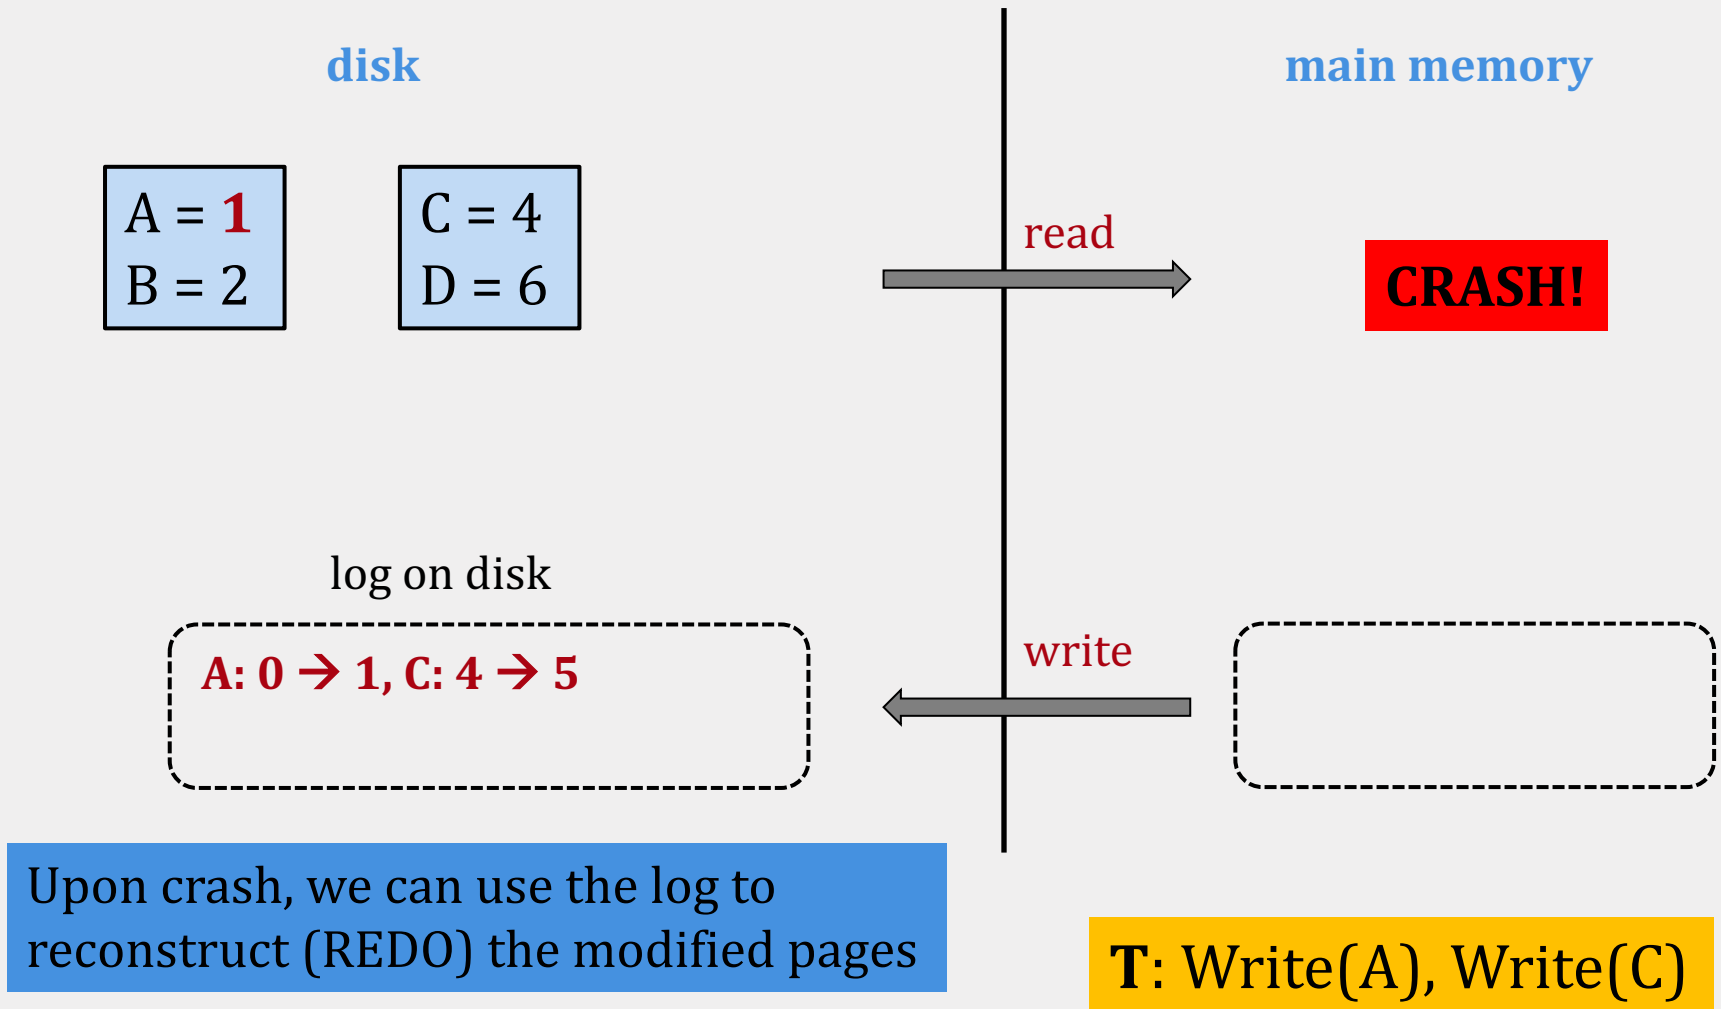 disk
main memory
A = 1
B = 2
C = 4
D = 6
read
CRASH!
log on disk
A: 0 → 1, C: 4 → 5
write
Upon crash, we can use the log to
reconstruct (REDO) the modified pages
T: Write(A), Write(C)